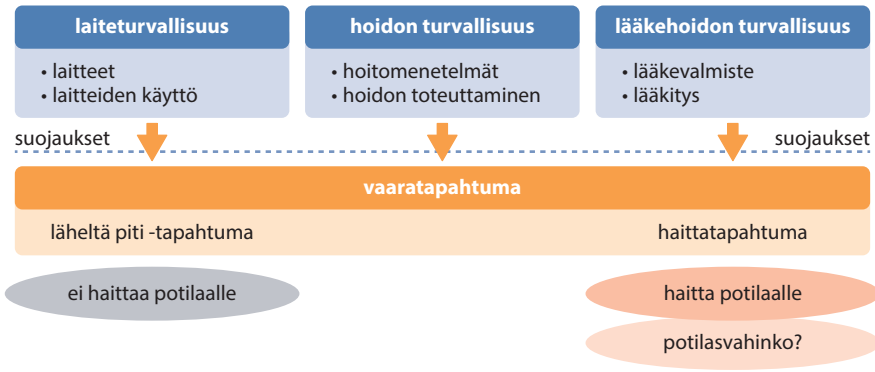 laiteturvallisuus
• laitteet
• laitteiden käyttö
hoidon turvallisuus
• hoitomenetelmät
• hoidon toteuttaminen
lääkehoidon turvallisuus
• lääkevalmiste
• lääkitys
suojaukset
suojaukset
vaaratapahtuma
läheltä piti -tapahtuma
haittatapahtuma
ei haittaa potilaalle
haitta potilaalle
potilasvahinko?